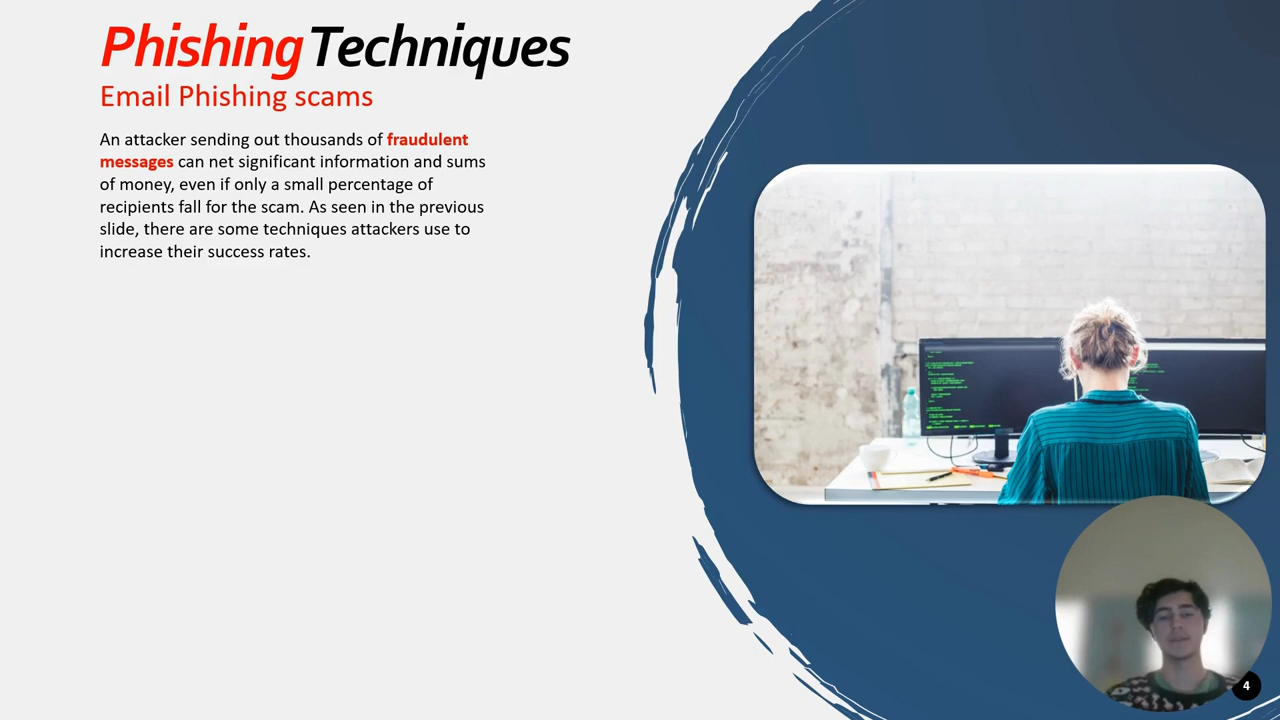 Phishing Techniques
Email Phishing scams
An attacker sending out thousands of fraudulent
messages can net significant information and sums
of money, even if only a small percentage of
recipients fall for the scam. As seen in the previous
slide, there are some techniques attackers use to
increase their success rates.
4